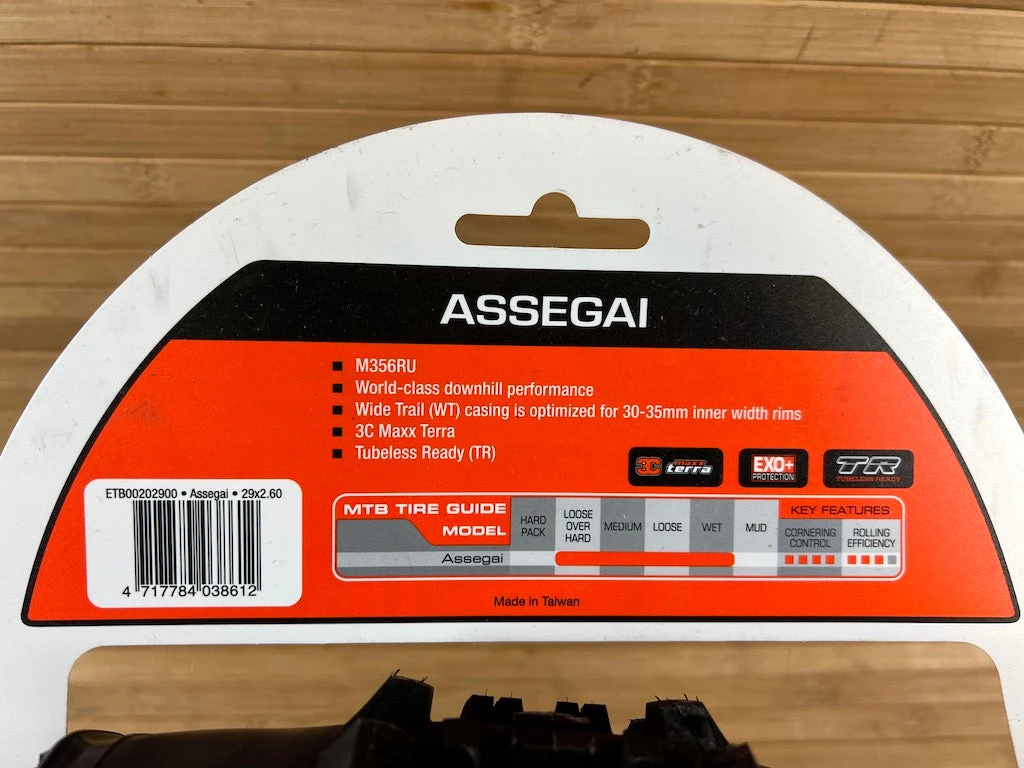 ASSEGAI
M356RU
World-class downhill performance
Wide Trail (WT) casing is optimized for 30-35mm inner width rims
3C Maxx Terra
Tubeless Ready (TR)
3C maxx terra
EXO+ PROTECTION
TR TUBELESS READY
ETB00202900 • Assegai • 29x2.60
4 717784 038612
MTB TIRE GUIDE
MODEL
HARD PACK
LOOSE OVER HARD
MEDIUM
LOOSE
WET
MUD
KEY FEATURES
CORNERING CONTROL
ROLLING EFFICIENCY
Assegai
Made in Taiwan